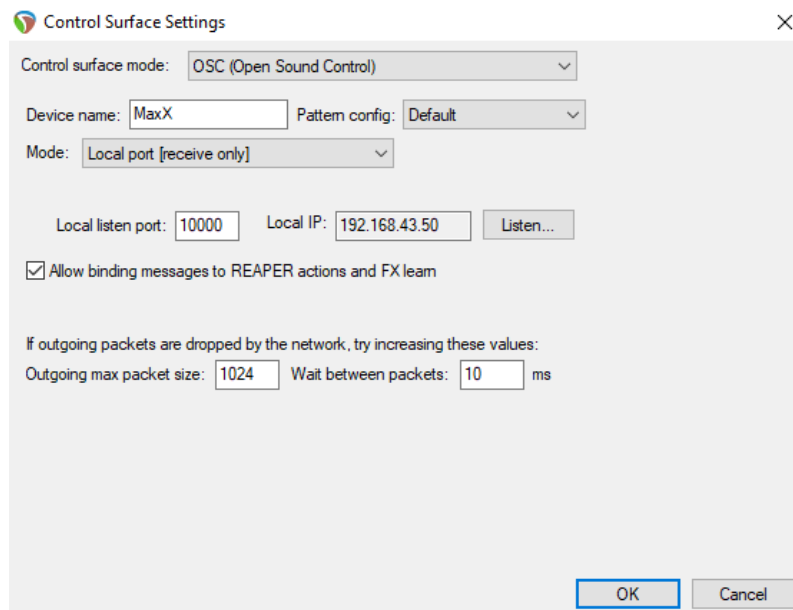 Control Surface Settings
Control surface mode: OSC (Open Sound Control)
Device name: MaxX Pattern config: Default
Mode: Local port [receive only]
Local listen port: 10000 Local IP: 192.168.43.50 Listen...
Allow binding messages to REAPER actions and FX learn
If outgoing packets are dropped by the network, try increasing these values:
Outgoing max packet size: 1024 Wait between packets: 10 ms
OK Cancel